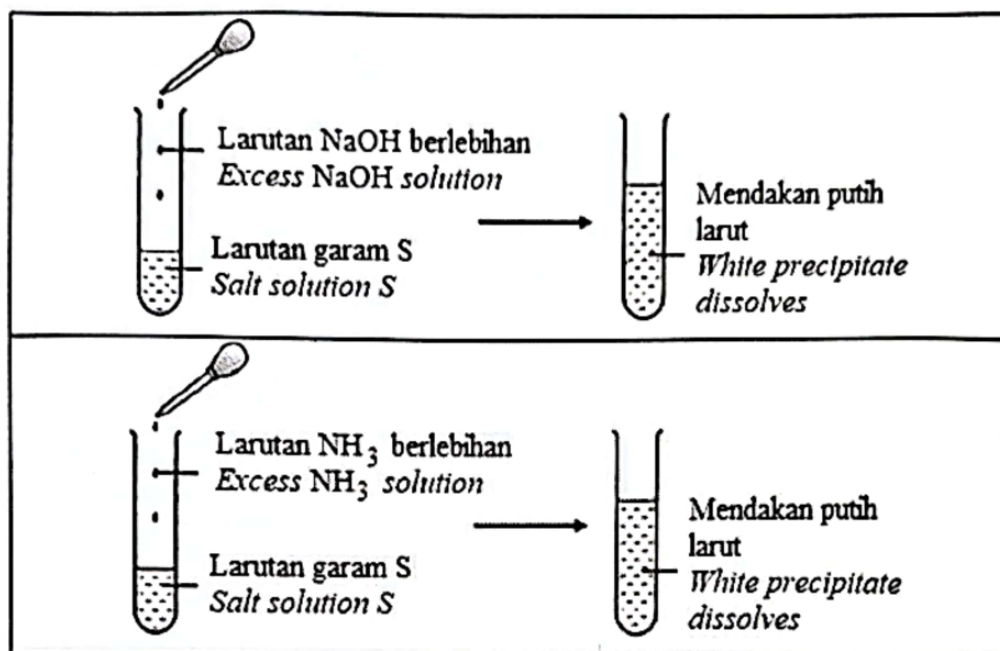 Larutan NaOH berlebihan
Excess NaOH solution
Larutan garam S
Salt solution S
Mendakan putih
larut
White precipitate
dissolves
Larutan NH₃ berlebihan
Excess NH₃ solution
Larutan garam S
Salt solution S
Mendakan putih
larut
White precipitate
dissolves